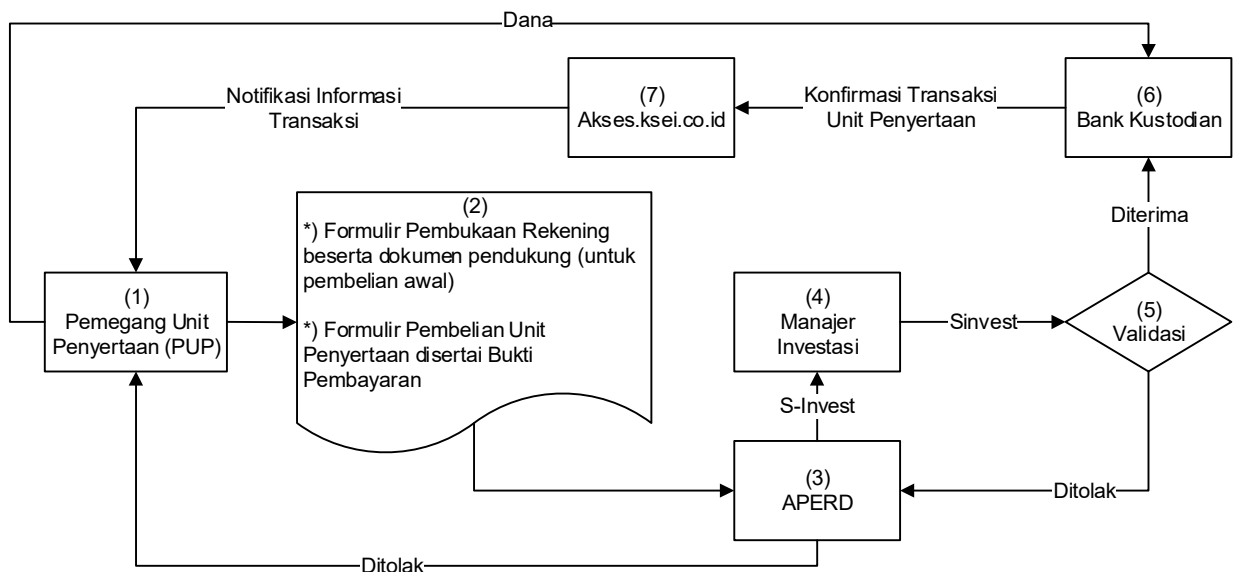 Dana
(7)
Akses.ksei.co.id
Notifikasi Informasi
Transaksi
Konfirmasi Transaksi
Unit Penyertaan
(6)
Bank Kustodian
(2)
*) Formulir Pembukaan Rekening
beserta dokumen pendukung (untuk
pembelian awal)
*) Formulir Pembelian Unit
Penyertaan disertai Bukti
Pembayaran
Diterima
(1)
Pemegang Unit
Penyertaan (PUP)
(4)
Manajer
Investasi
Sinvest
(5)
Validasi
S-Invest
(3)
APERD
Ditolak
Ditolak